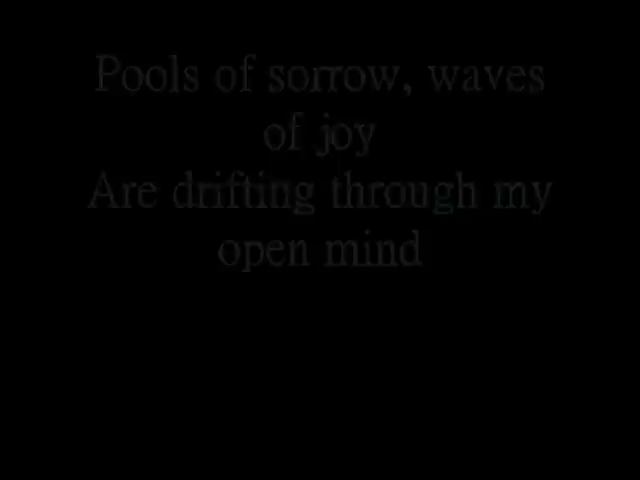 Pools of sorrow, waves
of joy
Are drifting through my
open mind